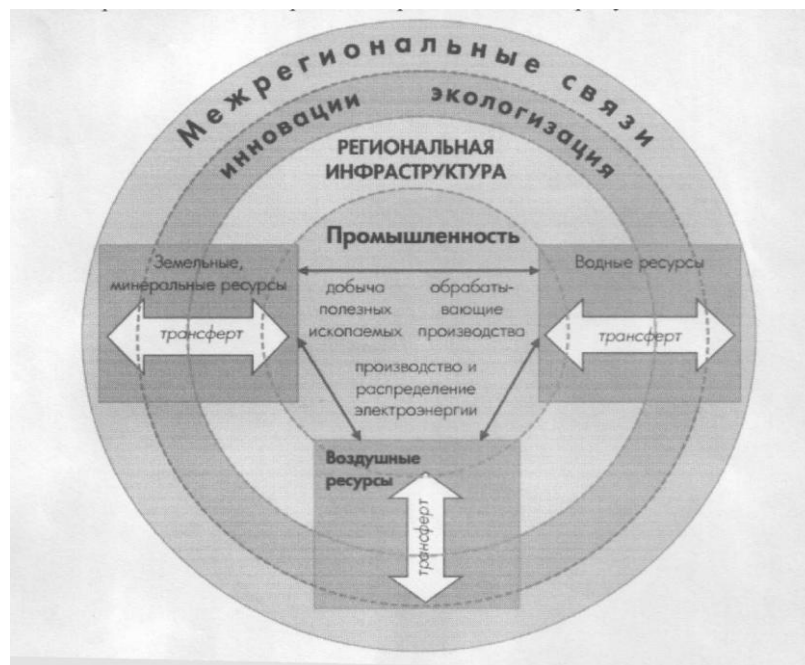 Межрегиональные связи
инновации экологизация
РЕГИОНАЛЬНАЯ
ИНФРАСТРУКТУРА
Промышленность
Земельные,
минеральные ресурсы
трансферт
добыча
полезных
ископаемых
обрабаты-
вающие
производства
Водные ресурсы
трансферт
производство и
распределение
электроэнергии
Воздушные
ресурсы
трансферт